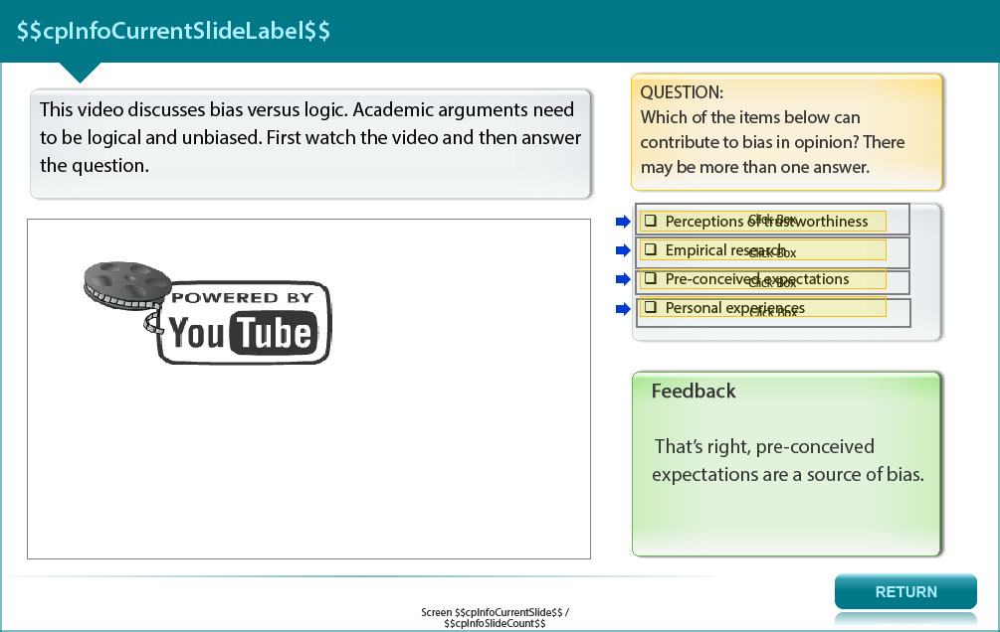 $$cpInfoCurrentSlideLabel$$
This video discusses bias versus logic. Academic arguments need
to be logical and unbiased. First watch the video and then answer
the question.
QUESTION:
Which of the items below can
contribute to bias in opinion? There
may be more than one answer.
Perceptions of trustworthiness
Click Box
Empirical research
Click Box
Pre-conceived expectations
Click Box
Personal experiences
Click Box
POWERED BY
YouTube
Feedback
That's right, pre-conceived
expectations are a source of bias.
RETURN
Screen $$cpInfoCurrentSlide$$ /
$$cpInfoSlideCount$$